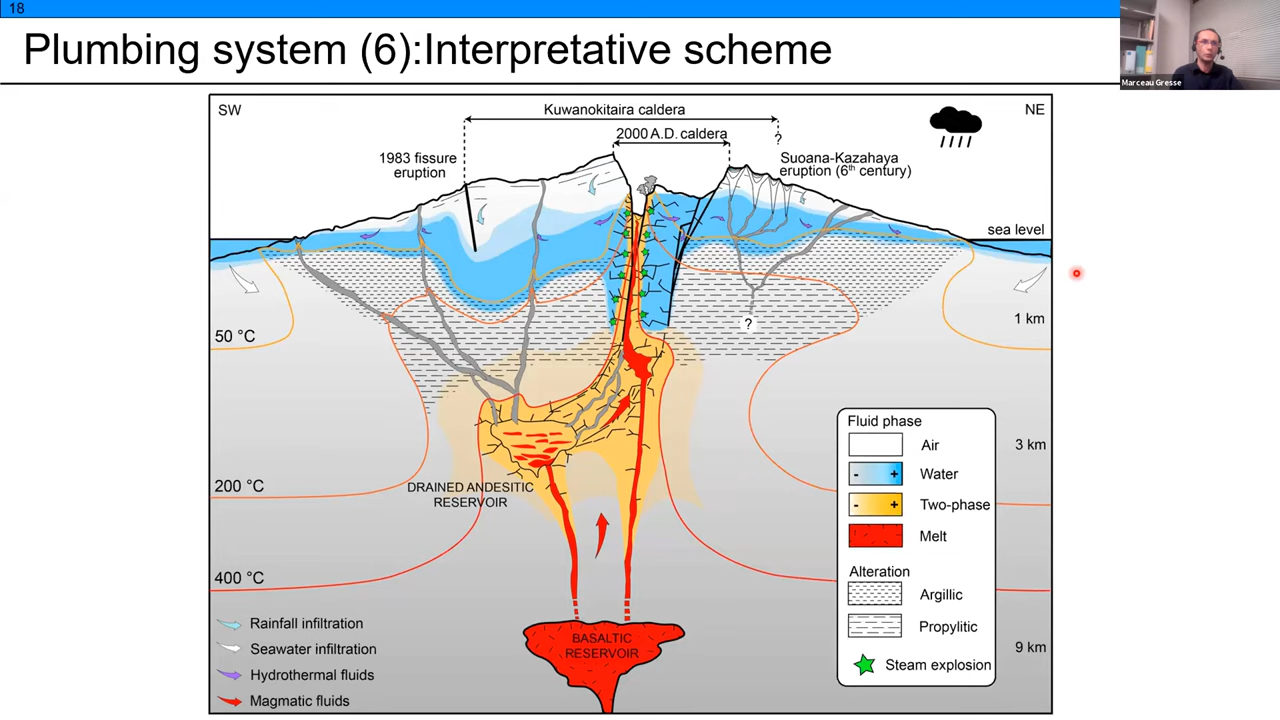 18
Plumbing system (6):Interpretative scheme
Marceau Gresse
SW
Kuwanokitaira caldera
NE
2000 A.D. caldera
?
1983 fissure
eruption
Suoana-Kazahaya
eruption (6th century)
sea level
1 km
50 °C
?
Fluid phase
Air
3 km
- + Water
200 °C
DRAINED ANDESITIC
RESERVOIR
- + Two-phase
Melt
400 °C
Alteration
Argillic
Rainfall infiltration
Propylitic
BASALTIC
RESERVOIR
Seawater infiltration
9 km
Steam explosion
Hydrothermal fluids
Magmatic fluids